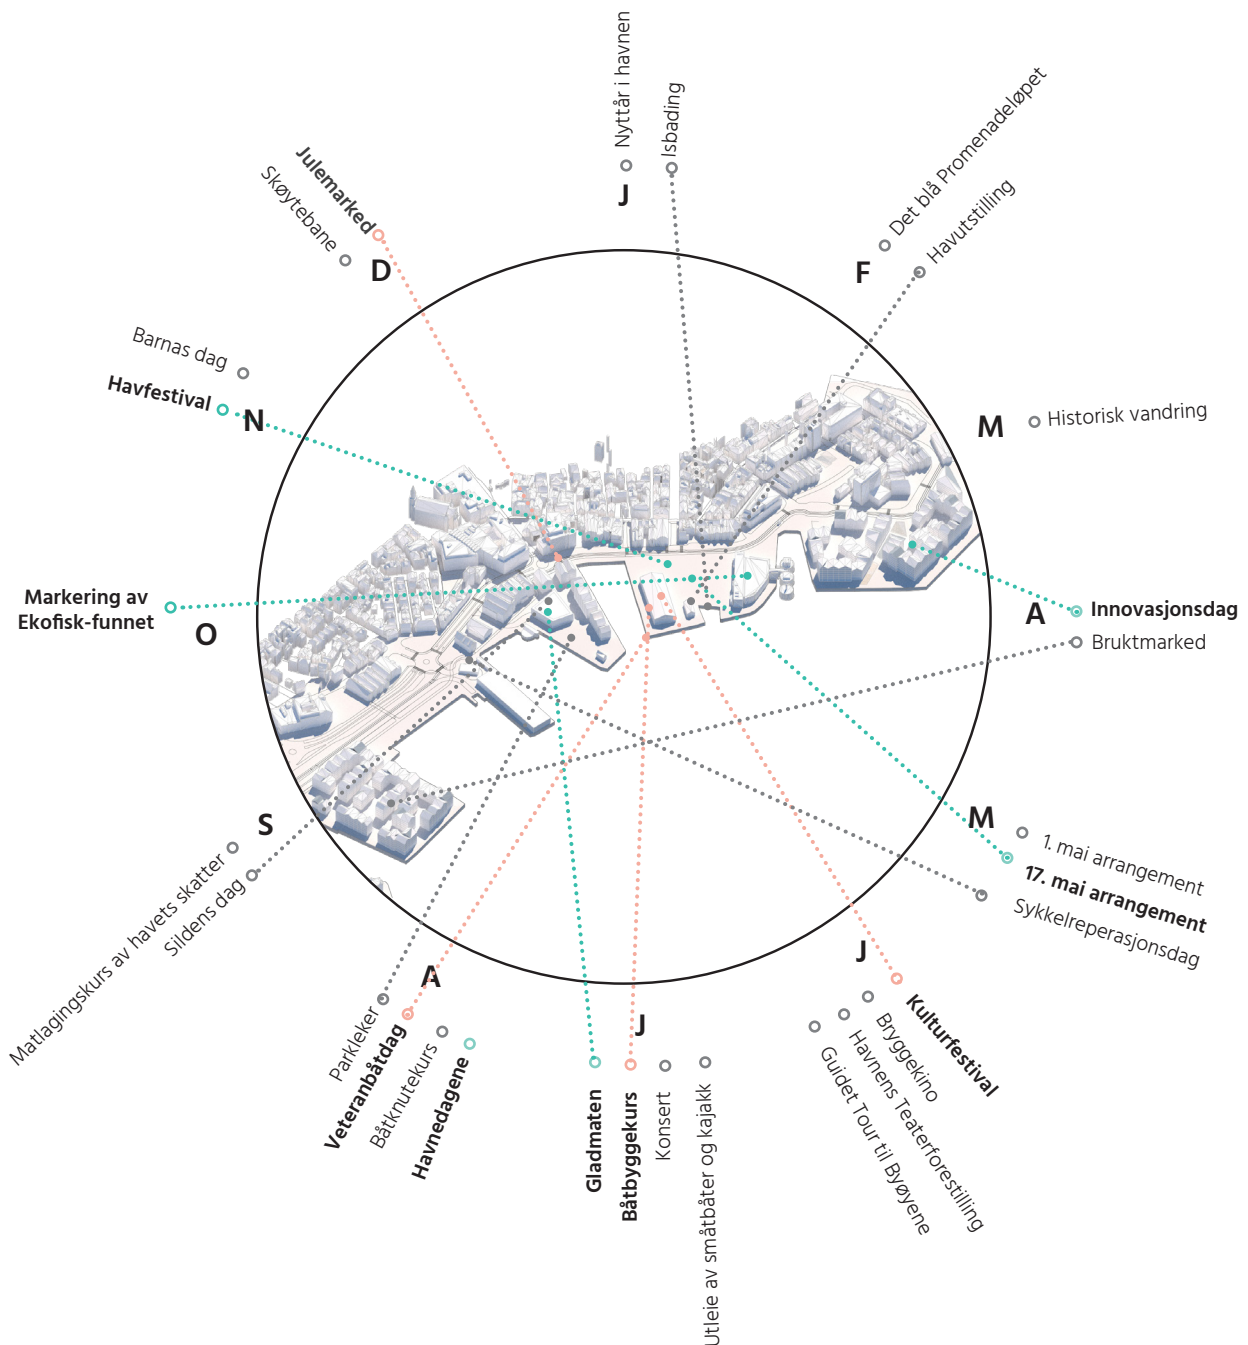 J
Nyttår i havnen
Isbading
F
Det blå Promenadeløpet
Havutstilling
M
Historisk vandring
A
Innovasjonsdag
Bruktmarked
M
1. mai arrangement
17. mai arrangement
Sykkelreperasjonsdag
J
Kulturfestival
Bryggekino
Havnens Teaterforestilling
Guidet Tour til Byøyene
J
Utleie av småtbåter og kajakk
Konsert
Båtbyggekurs
Gladmaten
A
Havnedagene
Båtknutekurs
Veteranbåtdag
Parkleker
S
Sildens dag
Matlagingskurs av havets skatter
O
Markering av
Ekofisk-funnet
N
Havfestival
Barnas dag
D
Skøytebane
Julemarked